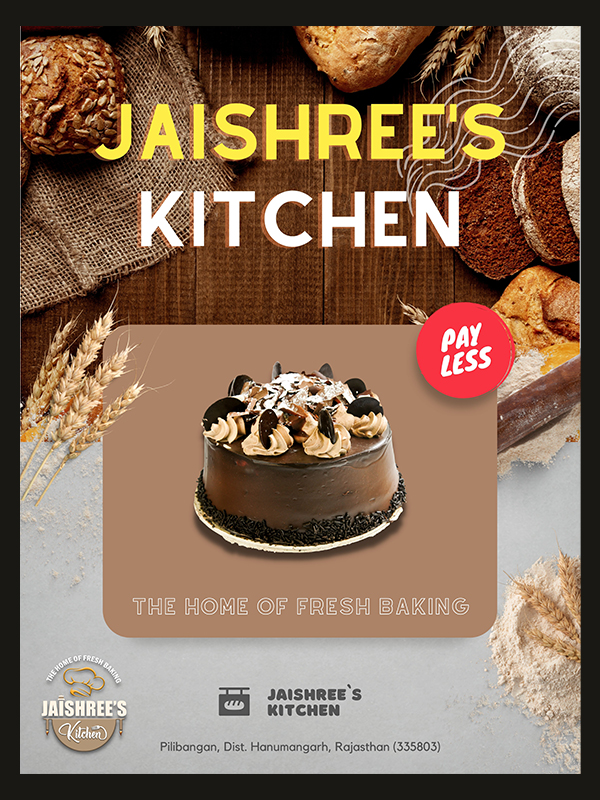 JAISHREE'S
KITCHEN
PAY
LESS
THE HOME OF FRESH BAKING
THE HOME OF FRESH BAKING
JAISHREE'S
Kitchen
JAISHREE`S
KITCHEN
Pilibangan, Dist. Hanumangarh, Rajasthan (335803)